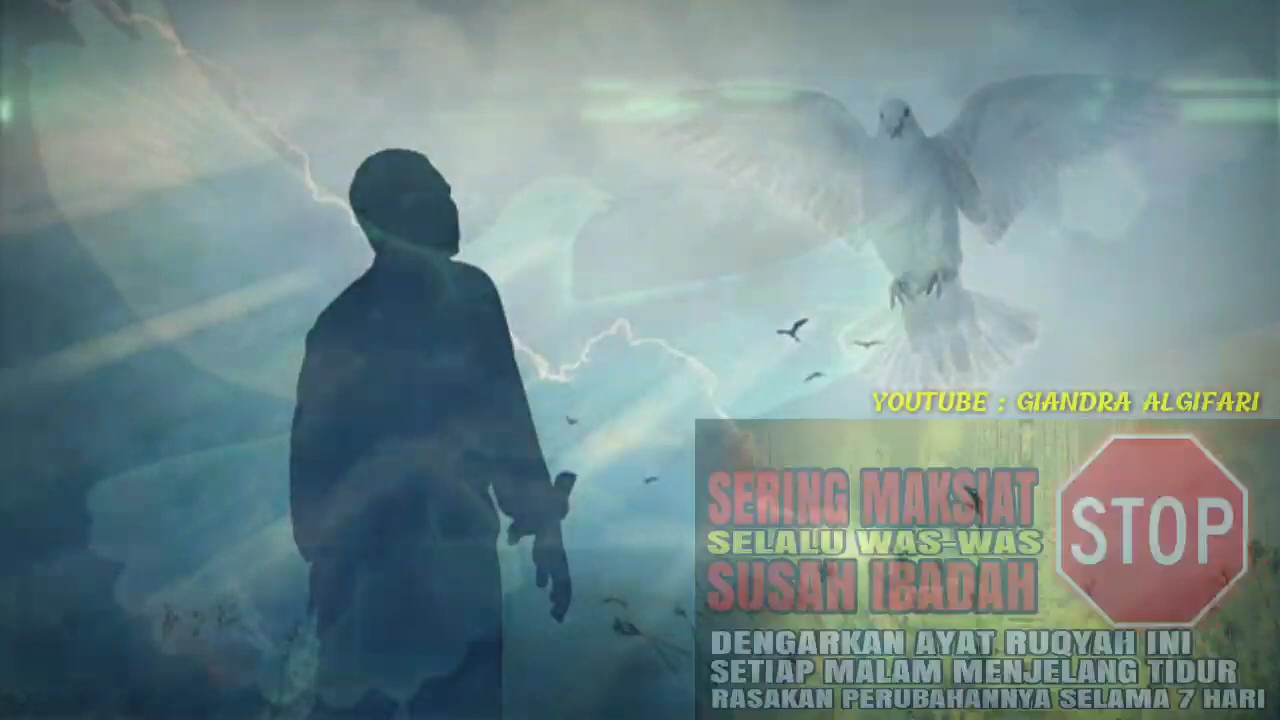 YOUTUBE : GIANDRA ALGIFARI
SERING MAKSIAT
SELALU WAS-WAS
SUSAH IBADAH
STOP
DENGARKAN AYAT RUQYAH INI
SETIAP MALAM MENJELANG TIDUR
RASAKAN PERUBAHANNYA SELAMA 7 HARI